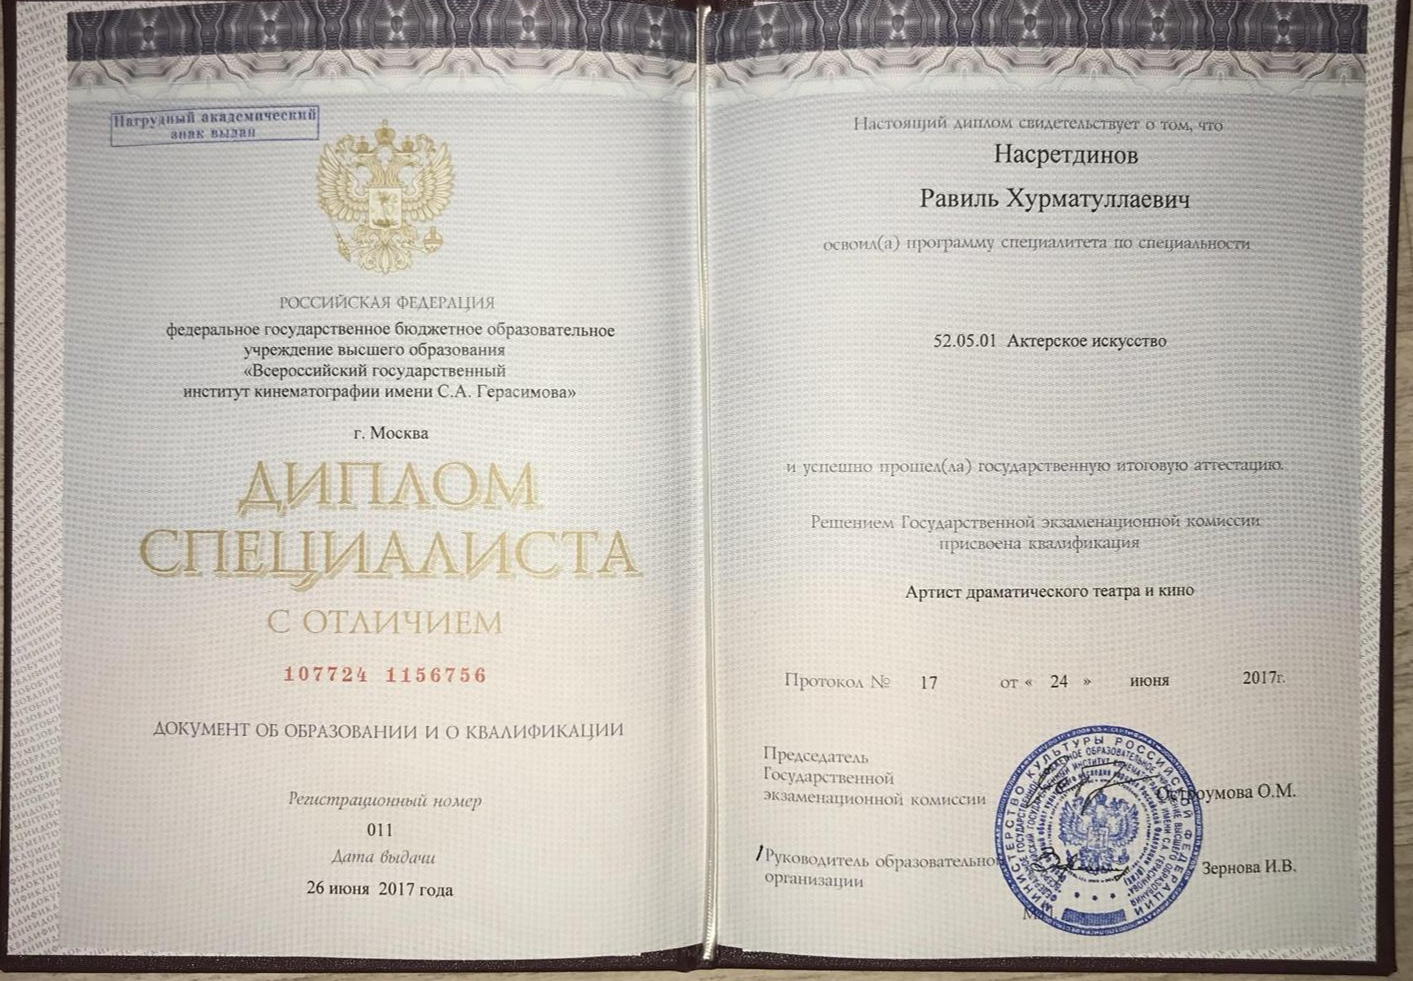 Нагрудный академический
знак выдан
РОССИЙСКАЯ ФЕДЕРАЦИЯ
федеральное государственное бюджетное образовательное
учреждение высшего образования
«Всероссийский государственный
институт кинематографии имени С.А. Герасимова»
г. Москва
ДИПЛОМ
СПЕЦИАЛИСТА
С ОТЛИЧИЕМ
107724 1156756
ДОКУМЕНТ ОБ ОБРАЗОВАНИИ И О КВАЛИФИКАЦИИ
Регистрационный номер
011
Дата выдачи
26 июня 2017 года
Настоящий диплом свидетельствует о том, что
Насретдинов
Равиль Хурматуллаевич
освоил(а) программу специалитета по специальности
52.05.01 Актерское искусство
и успешно прошел(ла) государственную итоговую аттестацию.
Решением Государственной экзаменационной комиссии
присвоена квалификация
Артист драматического театра и кино
Протокол № 17 от « 24 » июня 2017г.
Председатель
Государственной
экзаменационной комиссии
Остроумова О.М.
Руководитель образовательной
организации
Зернова И.В.
М.П.
МИНИСТЕРСТВО КУЛЬТУРЫ РОССИЙСКОЙ ФЕДЕРАЦИИ